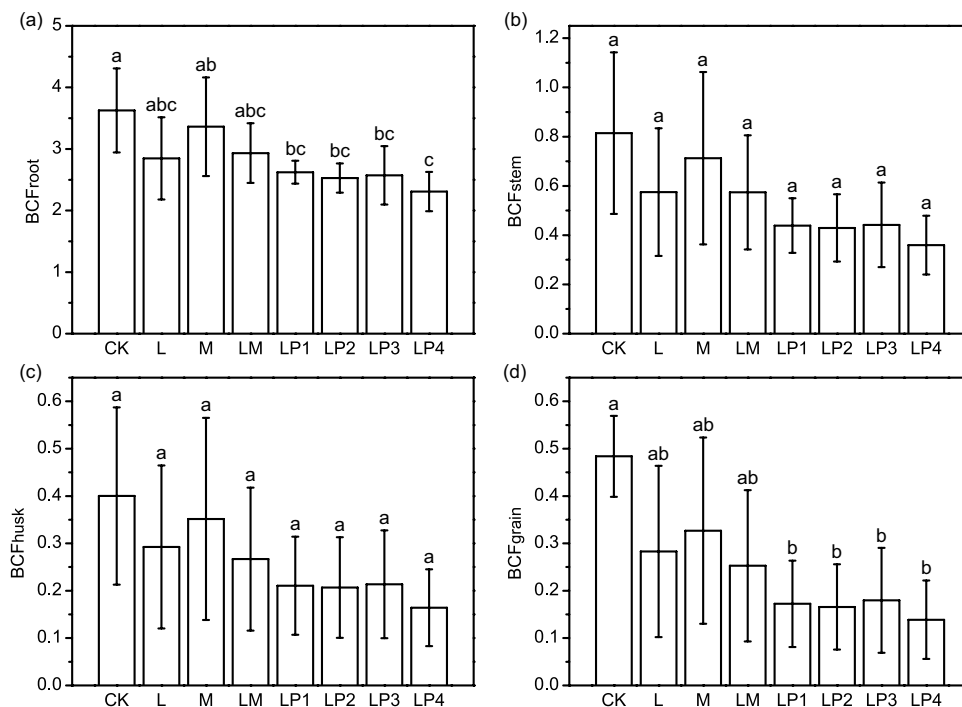 (a)
5
4
3
2
1
0
BCFroot
a
abc
ab
abc
bc
bc
bc
c
CK L M LM LP1 LP2 LP3 LP4
(b)
1.2
1.0
0.8
0.6
0.4
0.2
0.0
BCFstem
a
a
a
a
a
a
a
a
CK L M LM LP1 LP2 LP3 LP4
(c)
0.6
0.5
0.4
0.3
0.2
0.1
0.0
BCFhusk
a
a
a
a
a
a
a
a
CK L M LM LP1 LP2 LP3 LP4
(d)
0.6
0.5
0.4
0.3
0.2
0.1
0.0
BCFgrain
a
ab
ab
ab
b
b
b
b
CK L M LM LP1 LP2 LP3 LP4